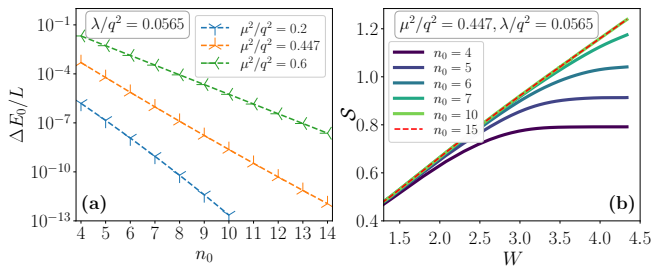 λ/q² = 0.0565
μ²/q² = 0.2
μ²/q² = 0.447
μ²/q² = 0.6
ΔE₀/L
10⁻¹
10⁻⁴
10⁻⁷
10⁻¹⁰
10⁻¹³
(a)
4 5 6 7 8 9 10 11 12 13 14
n₀
μ²/q² = 0.447, λ/q² = 0.0565
n₀ = 4
n₀ = 5
n₀ = 6
n₀ = 7
n₀ = 10
n₀ = 15
S
1.2
1.0
0.8
0.6
0.4
(b)
1.5 2.0 2.5 3.0 3.5 4.0 4.5
W